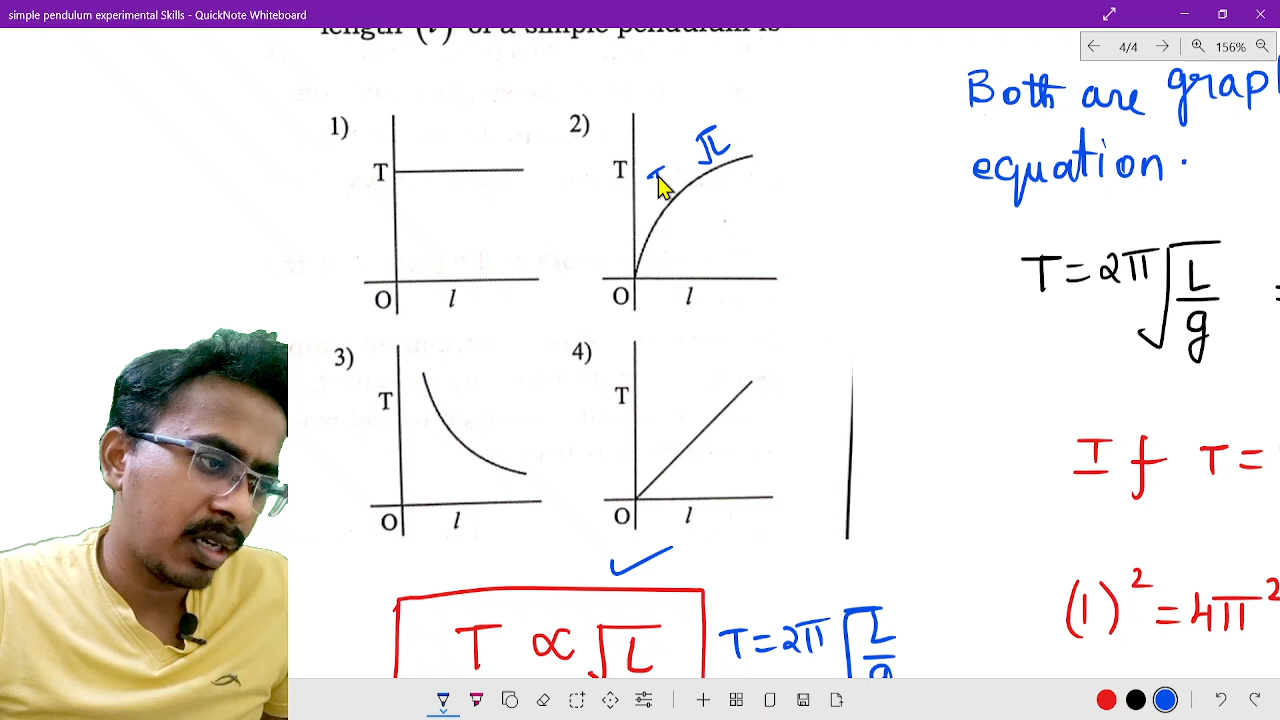 simple pendulum experimental Skills - QuickNote Whiteboard
length (l) of a simple pendulum is
4/4
156%
Both are grap
equation.
1)
T
O
l
2)
T
T √L
O
l
T = 2π √L/g =
3)
T
O
l
4)
T
O
l
If T =
(1)² = 4π²
T ∝ √L
T = 2π √L/g